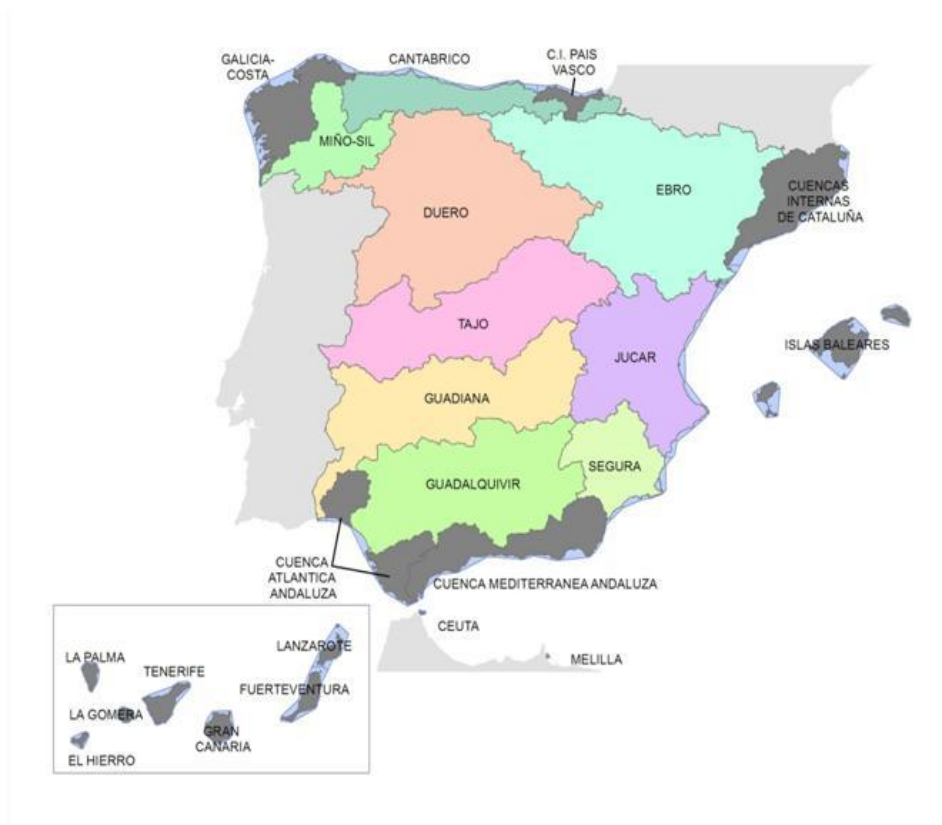 GALICIA-
COSTA
CANTABRICO
C.I. PAIS
VASCO
MIÑO-SIL
DUERO
EBRO
CUENCAS
INTERNAS
DE CATALUÑA
TAJO
JUCAR
ISLAS BALEARES
GUADIANA
SEGURA
GUADALQUIVIR
CUENCA
ATLANTICA
ANDALUZA
CUENCA MEDITERRANEA ANDALUZA
CEUTA
MELILLA
LANZAROTE
LA PALMA
TENERIFE
FUERTEVENTURA
LA GOMERA
GRAN
CANARIA
EL HIERRO